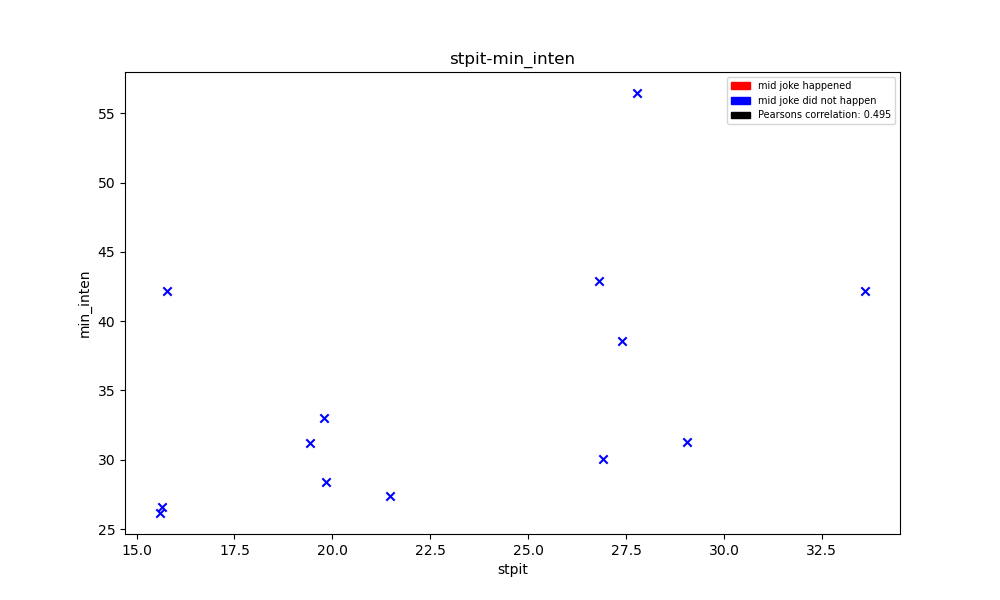 stpit-min_inten
mid joke happened
mid joke did not happen
Pearsons correlation: 0.495
55
50
45
40
35
30
25
min_inten
15.0
17.5
20.0
22.5
25.0
27.5
30.0
32.5
stpit